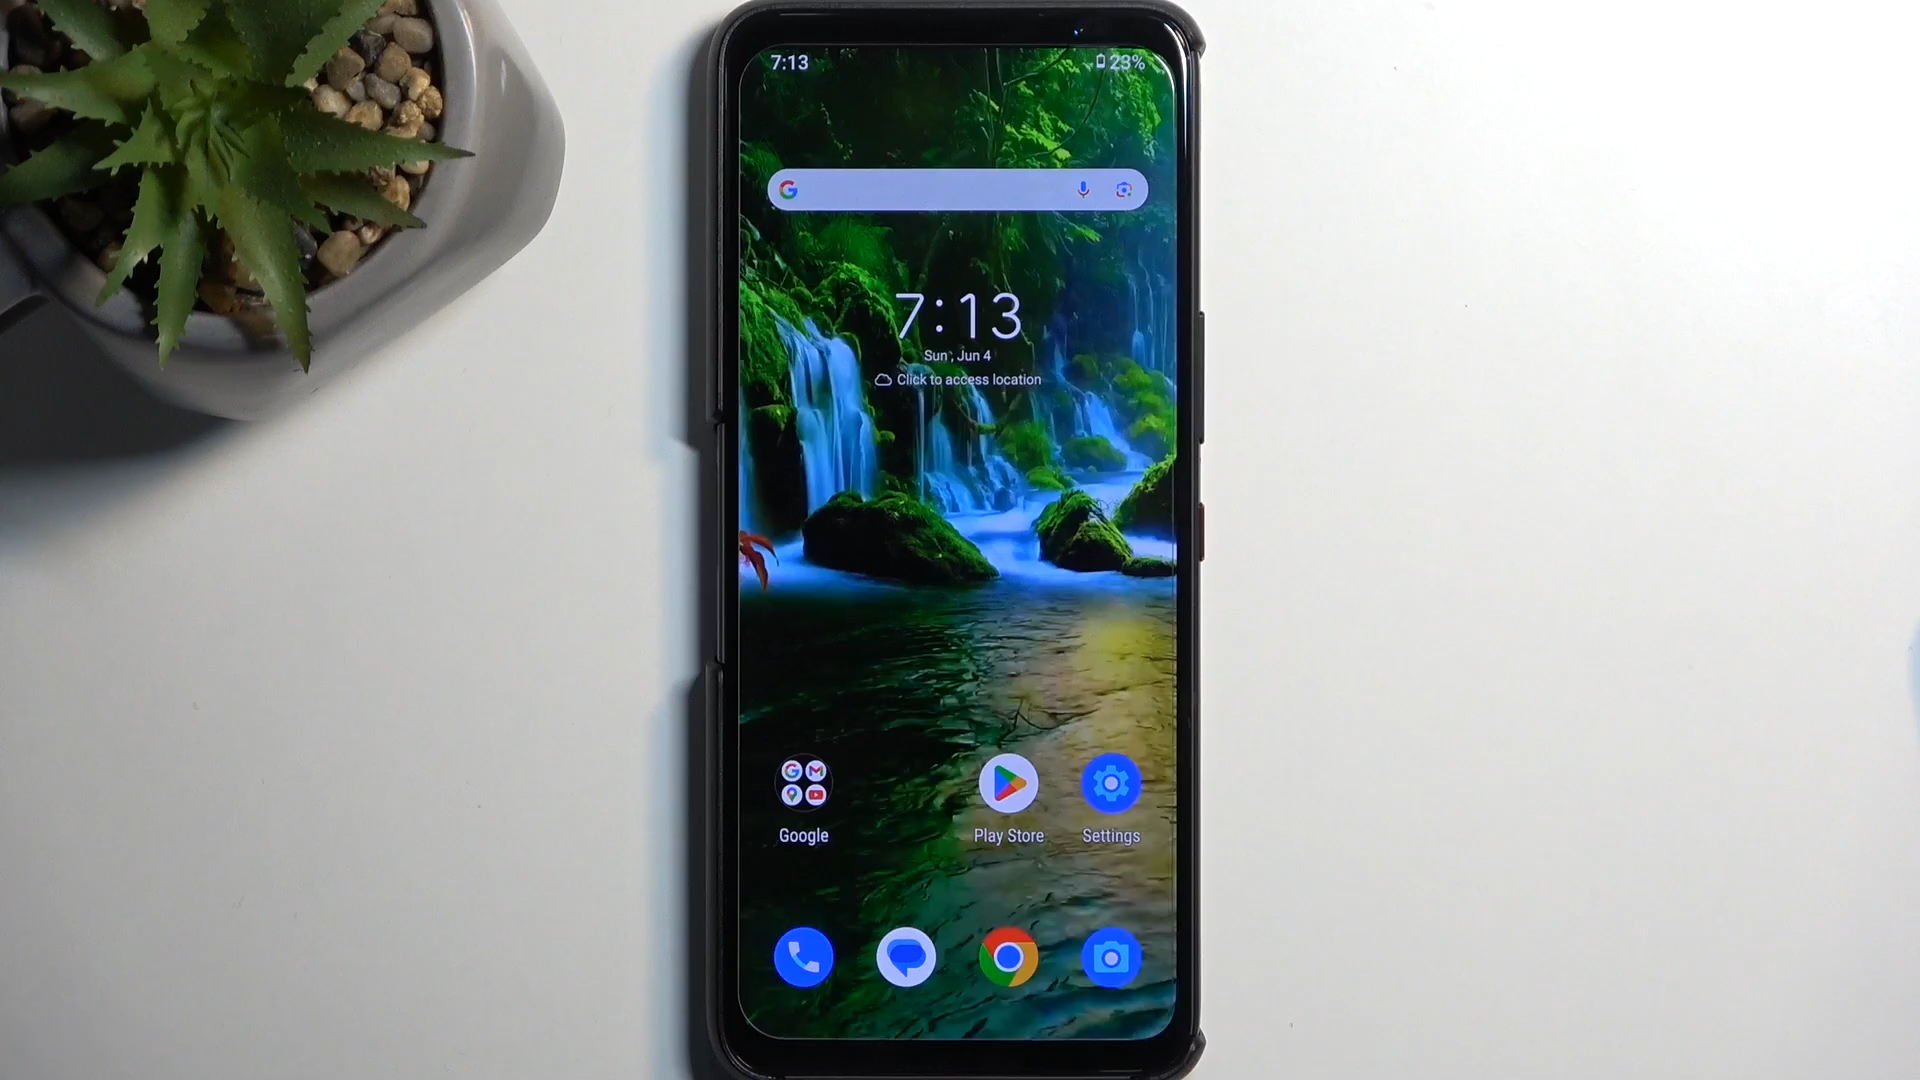 7:13 23%
7:13
Sun, Jun 4
Click to access location
Google Play Store Settings